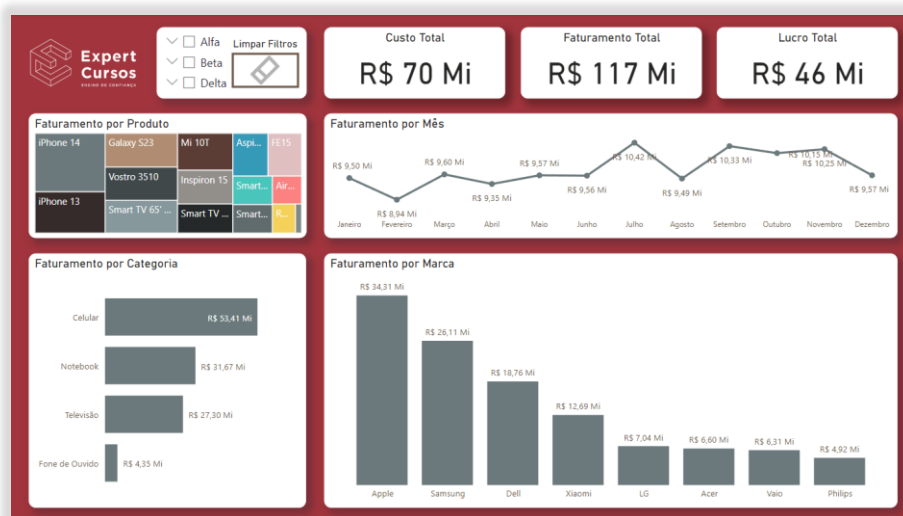 Expert
Cursos
ENSINO DE CONFIANÇA
Alfa
Beta
Delta
Limpar Filtros
Custo Total
R$ 70 Mi
Faturamento Total
R$ 117 Mi
Lucro Total
R$ 46 Mi
Faturamento por Produto
iPhone 14
iPhone 13
Galaxy S23
Vostro 3510
Smart TV 65' ...
Mi 10T
Inspiron 15
Smart TV ...
Aspi...
Smart...
Smart...
FE15
Air...
R...
Faturamento por Mês
R$ 9,50 Mi
R$ 8,94 Mi
R$ 9,60 Mi
R$ 9,35 Mi
R$ 9,57 Mi
R$ 9,56 Mi
R$ 10,42 Mi
R$ 9,49 Mi
R$ 10,33 Mi
R$ 10,15 Mi
R$ 10,25 Mi
R$ 9,57 Mi
Janeiro
Fevereiro
Março
Abril
Maio
Junho
Julho
Agosto
Setembro
Outubro
Novembro
Dezembro
Faturamento por Categoria
Celular
R$ 53,41 Mi
Notebook
R$ 31,67 Mi
Televisão
R$ 27,30 Mi
Fone de Ouvido
R$ 4,35 Mi
Faturamento por Marca
R$ 34,31 Mi
R$ 26,11 Mi
R$ 18,76 Mi
R$ 12,69 Mi
R$ 7,04 Mi
R$ 6,60 Mi
R$ 6,31 Mi
R$ 4,92 Mi
Apple
Samsung
Dell
Xiaomi
LG
Acer
Vaio
Philips